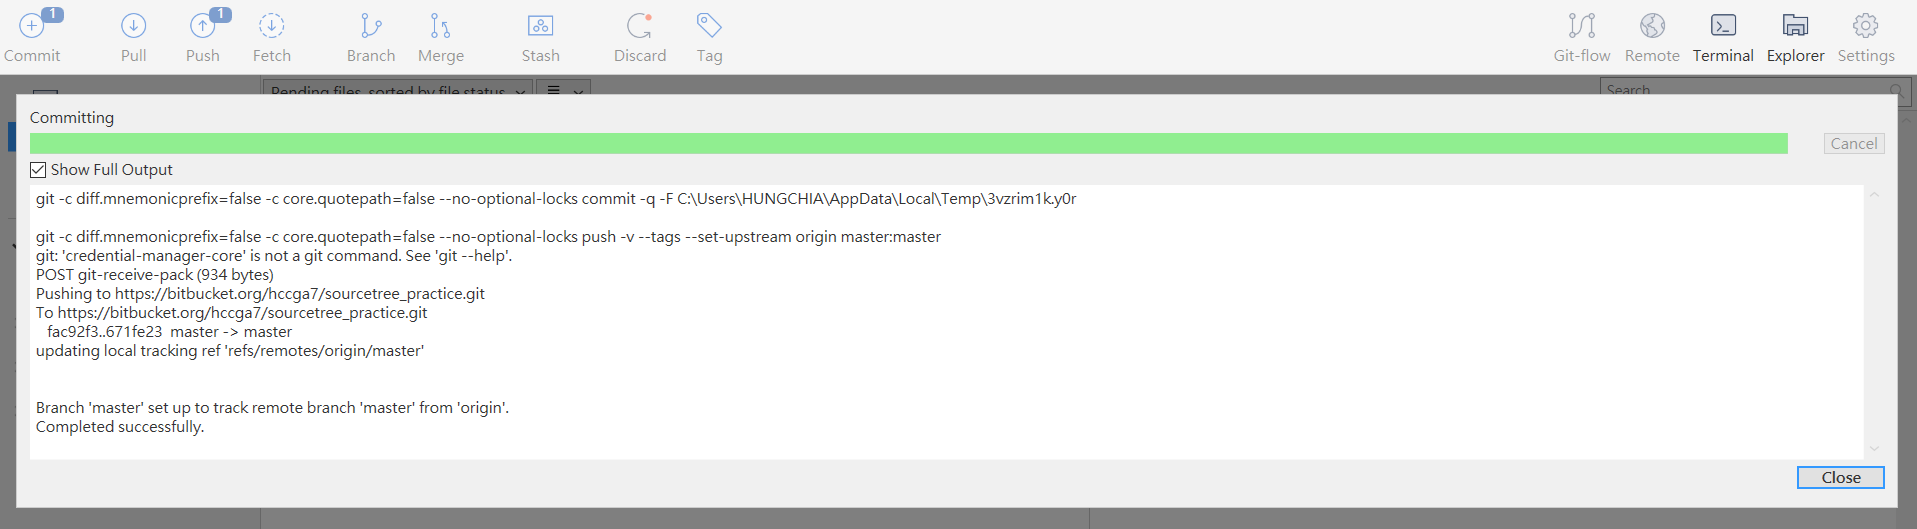 1 1
Commit Pull Push Fetch Branch Merge Stash Discard Tag Git-flow Remote Terminal Explorer Settings
Pending files, sorted by file status Search
Committing
Cancel
Show Full Output
git -c diff.mnemonicprefix=false -c core.quotepath=false --no-optional-locks commit -q -F C:\Users\HUNGCHIA\AppData\Local\Temp\3vzrim1k.y0r
git -c diff.mnemonicprefix=false -c core.quotepath=false --no-optional-locks push -v --tags --set-upstream origin master:master
git: 'credential-manager-core' is not a git command. See 'git --help'.
POST git-receive-pack (934 bytes)
Pushing to https://bitbucket.org/hccga7/sourcetree_practice.git
To https://bitbucket.org/hccga7/sourcetree_practice.git
fac92f3..671fe23  master -> master
updating local tracking ref 'refs/remotes/origin/master'
Branch 'master' set up to track remote branch 'master' from 'origin'.
Completed successfully.
Close